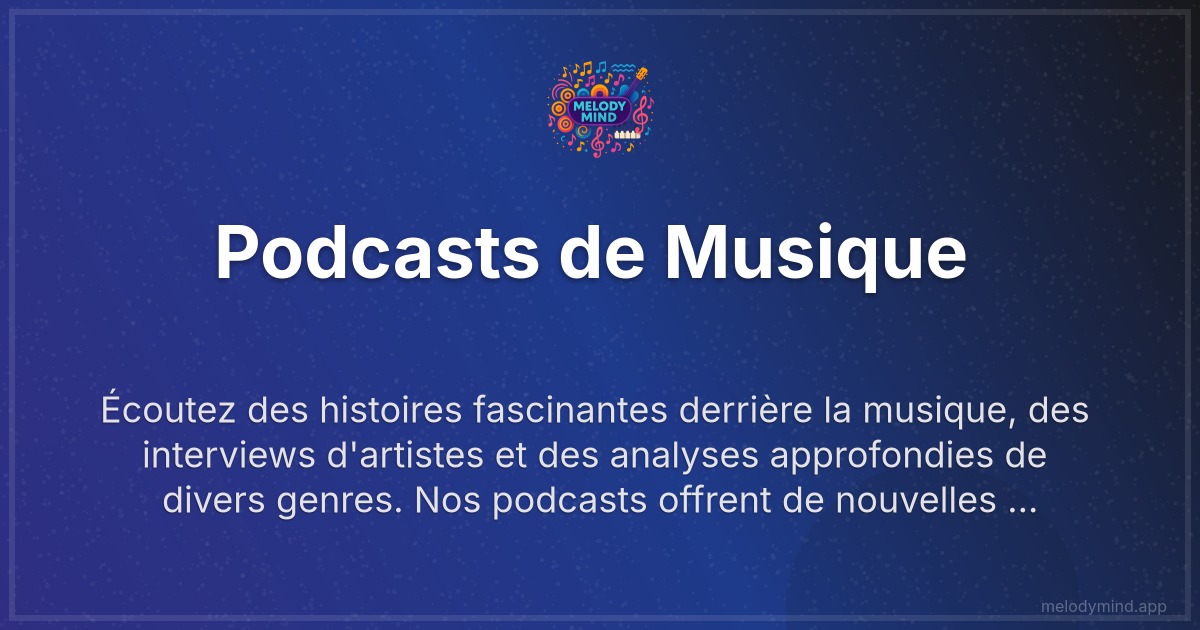 MELODY
MIND
Podcasts de Musique
Écoutez des histoires fascinantes derrière la musique, des
interviews d'artistes et des analyses approfondies de
divers genres. Nos podcasts offrent de nouvelles ...
melodymind.app